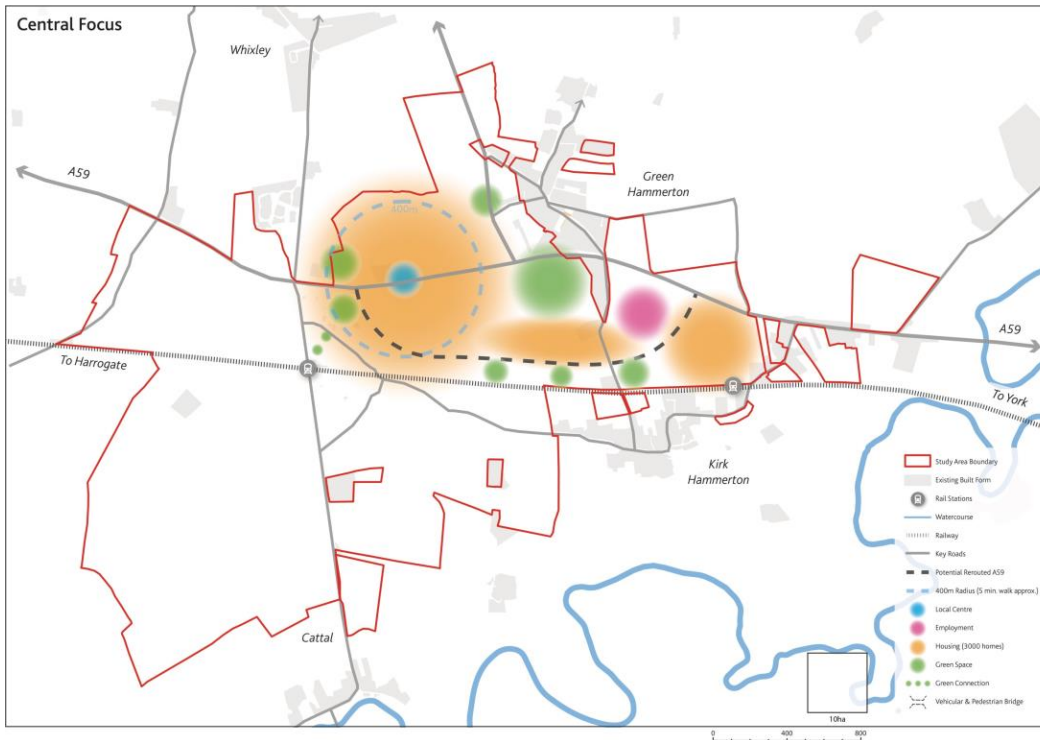 Central Focus
Whixley
A59
Green
Hammerton
400m
A59
To Harrogate
To York
Kirk
Hammerton
Cattal
Study Area Boundary
Existing Built Form
Rail Stations
Watercourse
Railway
Key Roads
Potential Rerouted A59
400m Radius (5 min. walk approx.)
Local Centre
Employment
Housing (3000 homes)
Green Space
Green Connection
Vehicular & Pedestrian Bridge
10ha
0 400 800